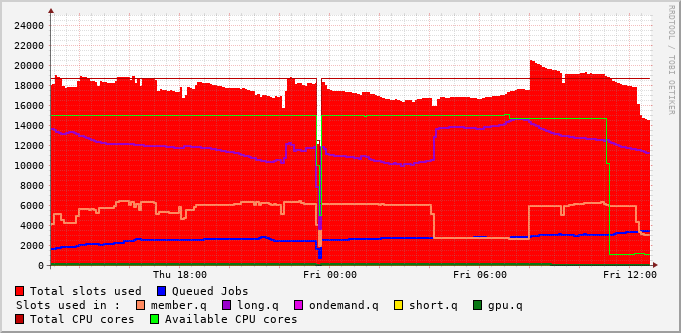 RRDTOOL / TOBI OETIKER
24000
22000
20000
18000
16000
14000
12000
10000
8000
6000
4000
2000
0
Thu 18:00 Fri 00:00 Fri 06:00 Fri 12:00
Total slots used Queued Jobs
Slots used in : member.q long.q ondemand.q short.q gpu.q
Total CPU cores Available CPU cores